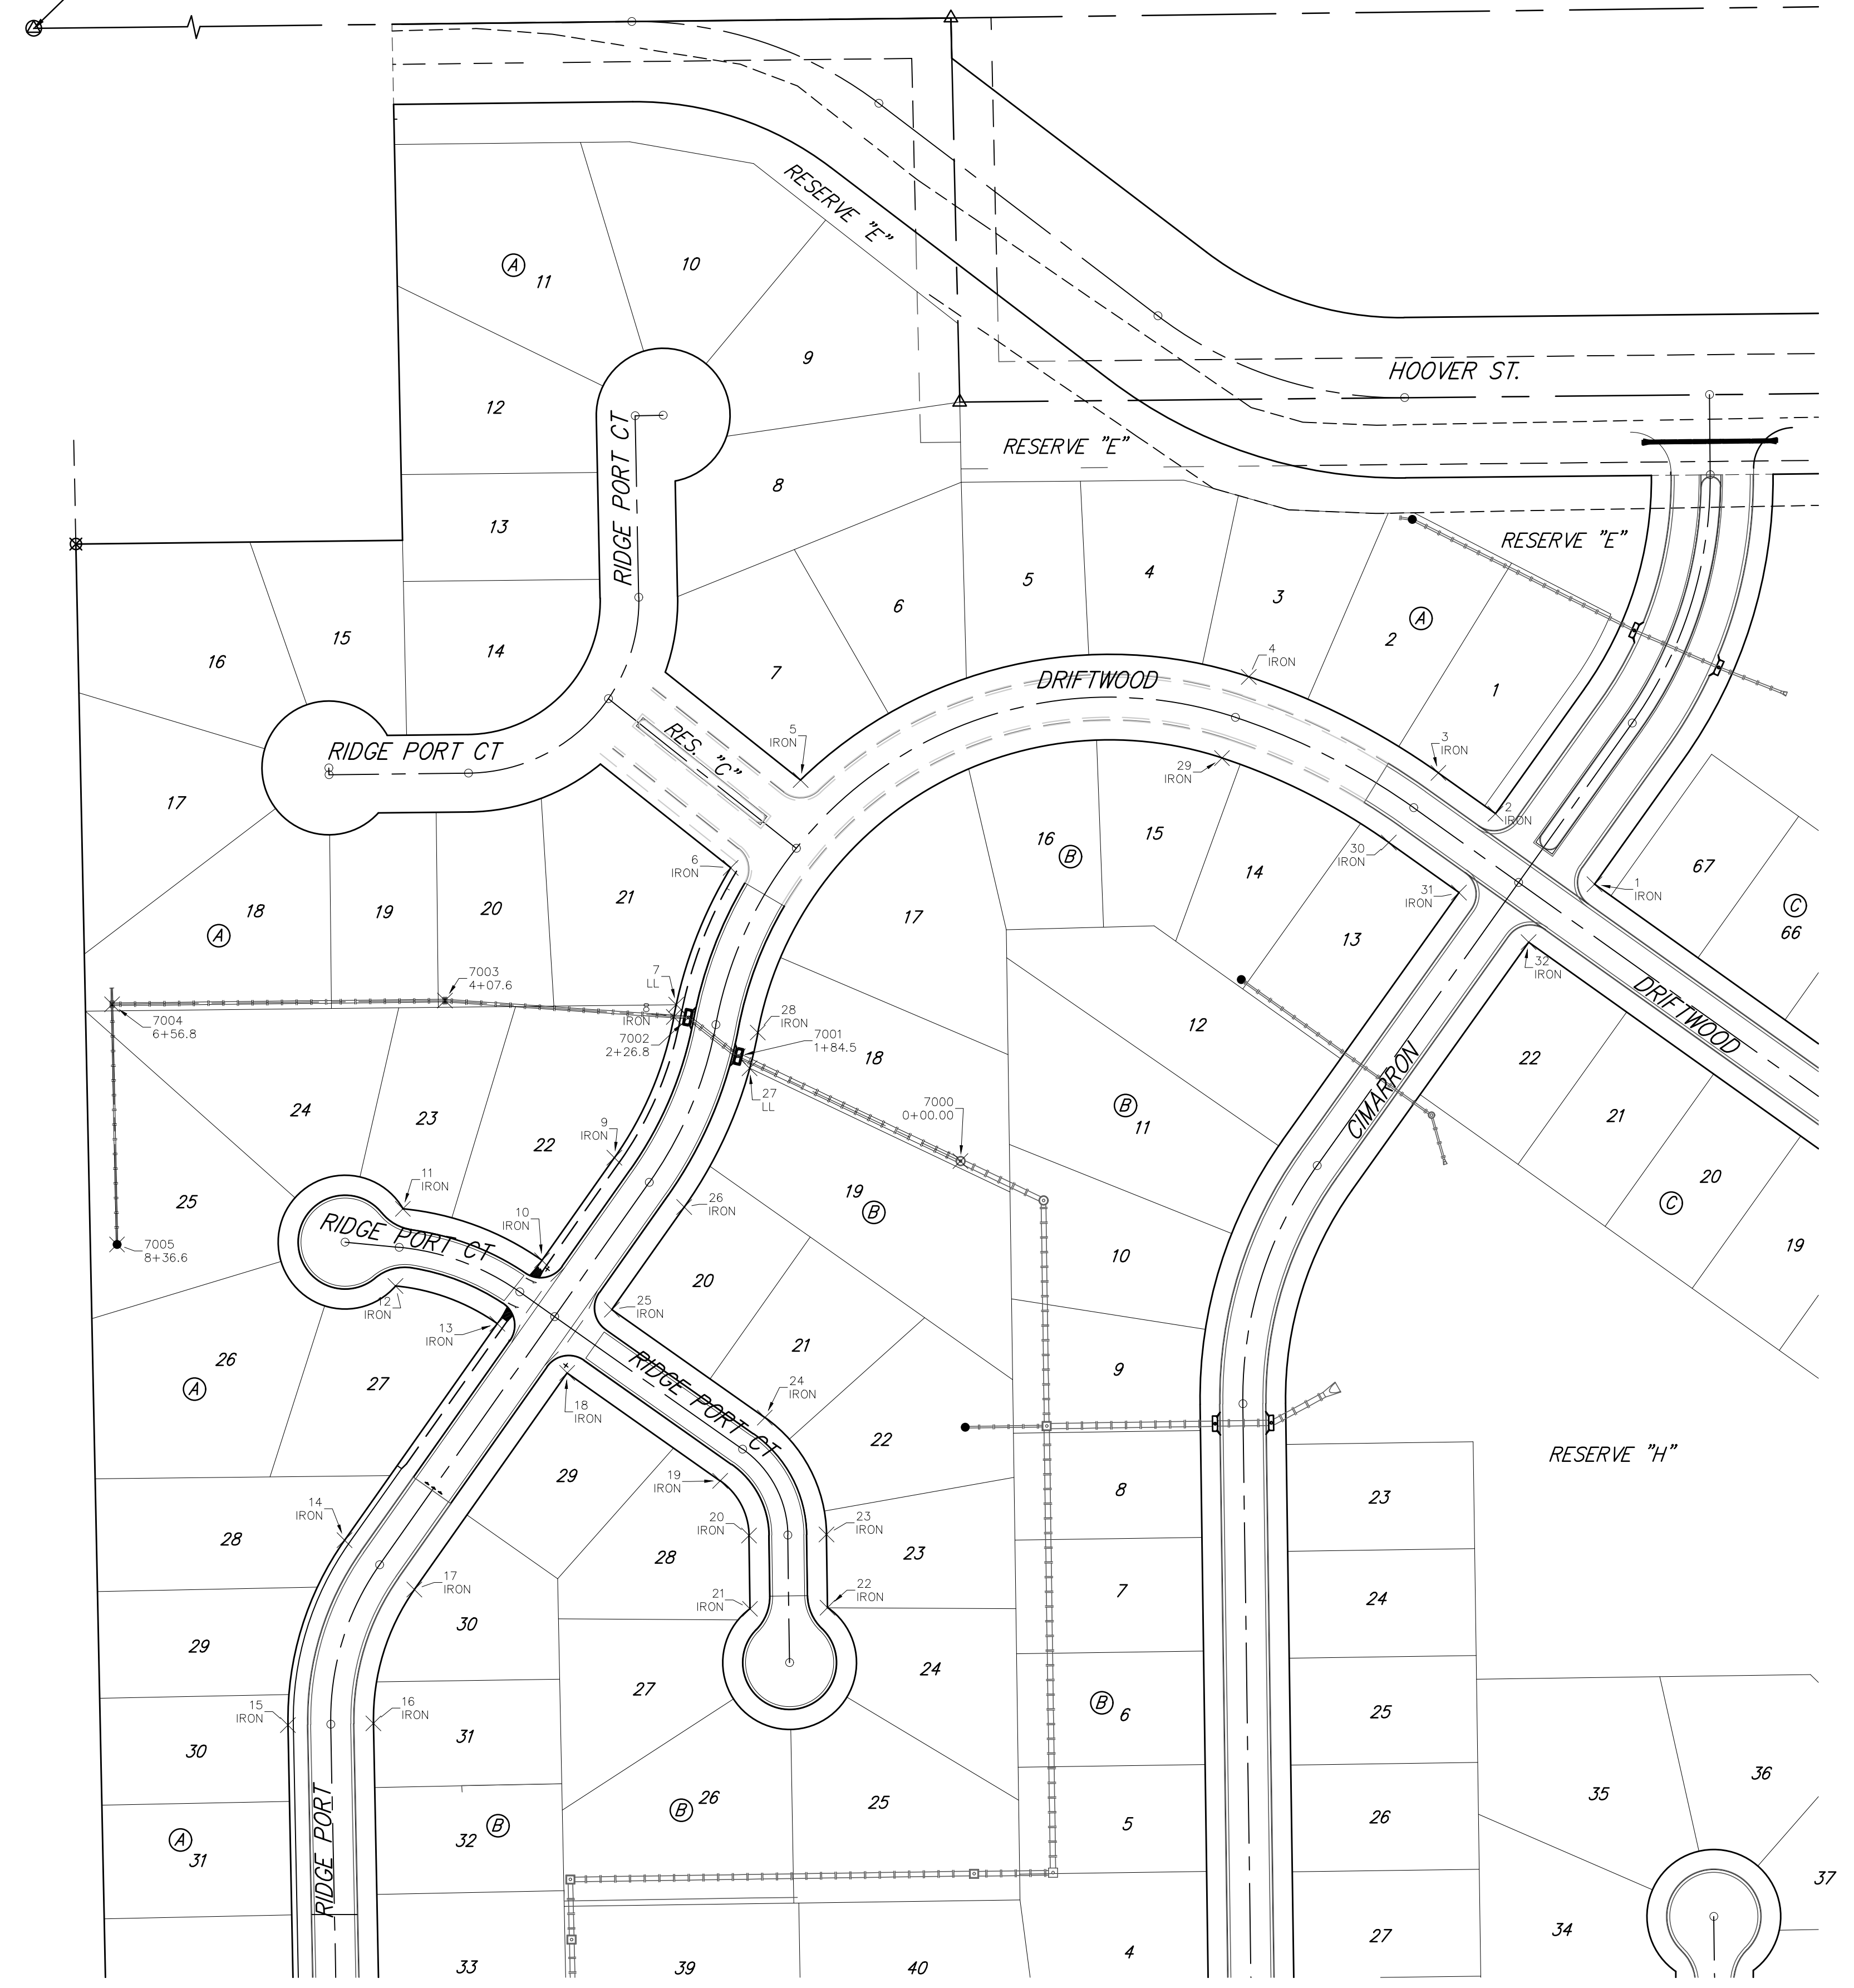 RESERVE "E"
A
11
10
9
12
RIDGE PORT CT
HOOVER ST.
RESERVE "E"
8
13
RESERVE "E"
5
4
3
A
2
6
15
16
14
7
4
IRON
DRIFTWOOD
1
RES. "C"
5
IRON
3
IRON
RIDGE PORT CT
29
IRON
2
IRON
17
16
B
15
30
IRON
14
6
IRON
31
IRON
67
1
IRON
C
66
18
19
20
21
17
A
13
32
IRON
7003
4+07.6
7
LL
8
IRON
DRIFTWOOD
7004
6+56.8
7002
2+26.8
28
IRON
7001
1+84.5
12
18
22
27
LL
7000
0+00.00
CIMARRON
24
23
22
B
11
21
9
IRON
11
IRON
20
25
19
B
26
IRON
C
10
IRON
RIDGE PORT CT
7005
8+36.6
10
19
20
12
IRON
25
IRON
13
IRON
21
26
A
27
RIDGE PORT CT
9
24
IRON
18
IRON
22
RESERVE "H"
29
19
IRON
8
23
14
IRON
28
20
IRON
23
IRON
28
23
17
IRON
21
IRON
22
IRON
7
24
29
30
27
24
15
IRON
16
IRON
B
6
25
30
31
36
35
26
B
25
5
26
RIDGE PORT
A
31
32
B
37
34
4
27
33
39
40